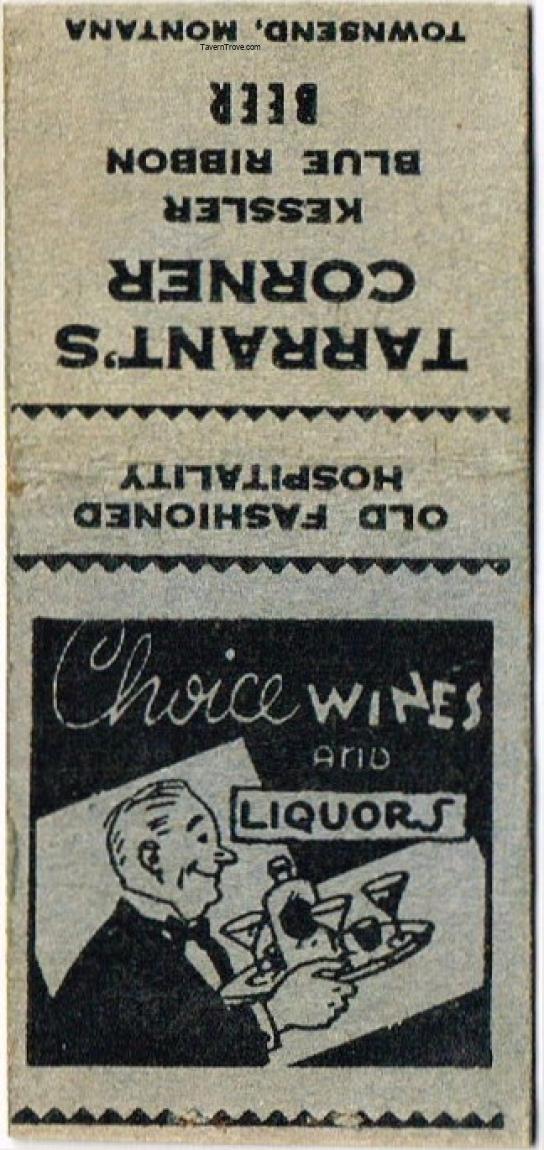 TOWNSEND, MONTANA
TavernTrove.com
BEER
BLUE RIBBON
KESSLER
CORNER
TARRANT'S
HOSPITALITY
OLD FASHIONED
Choice WINES
AND
LIQUORS